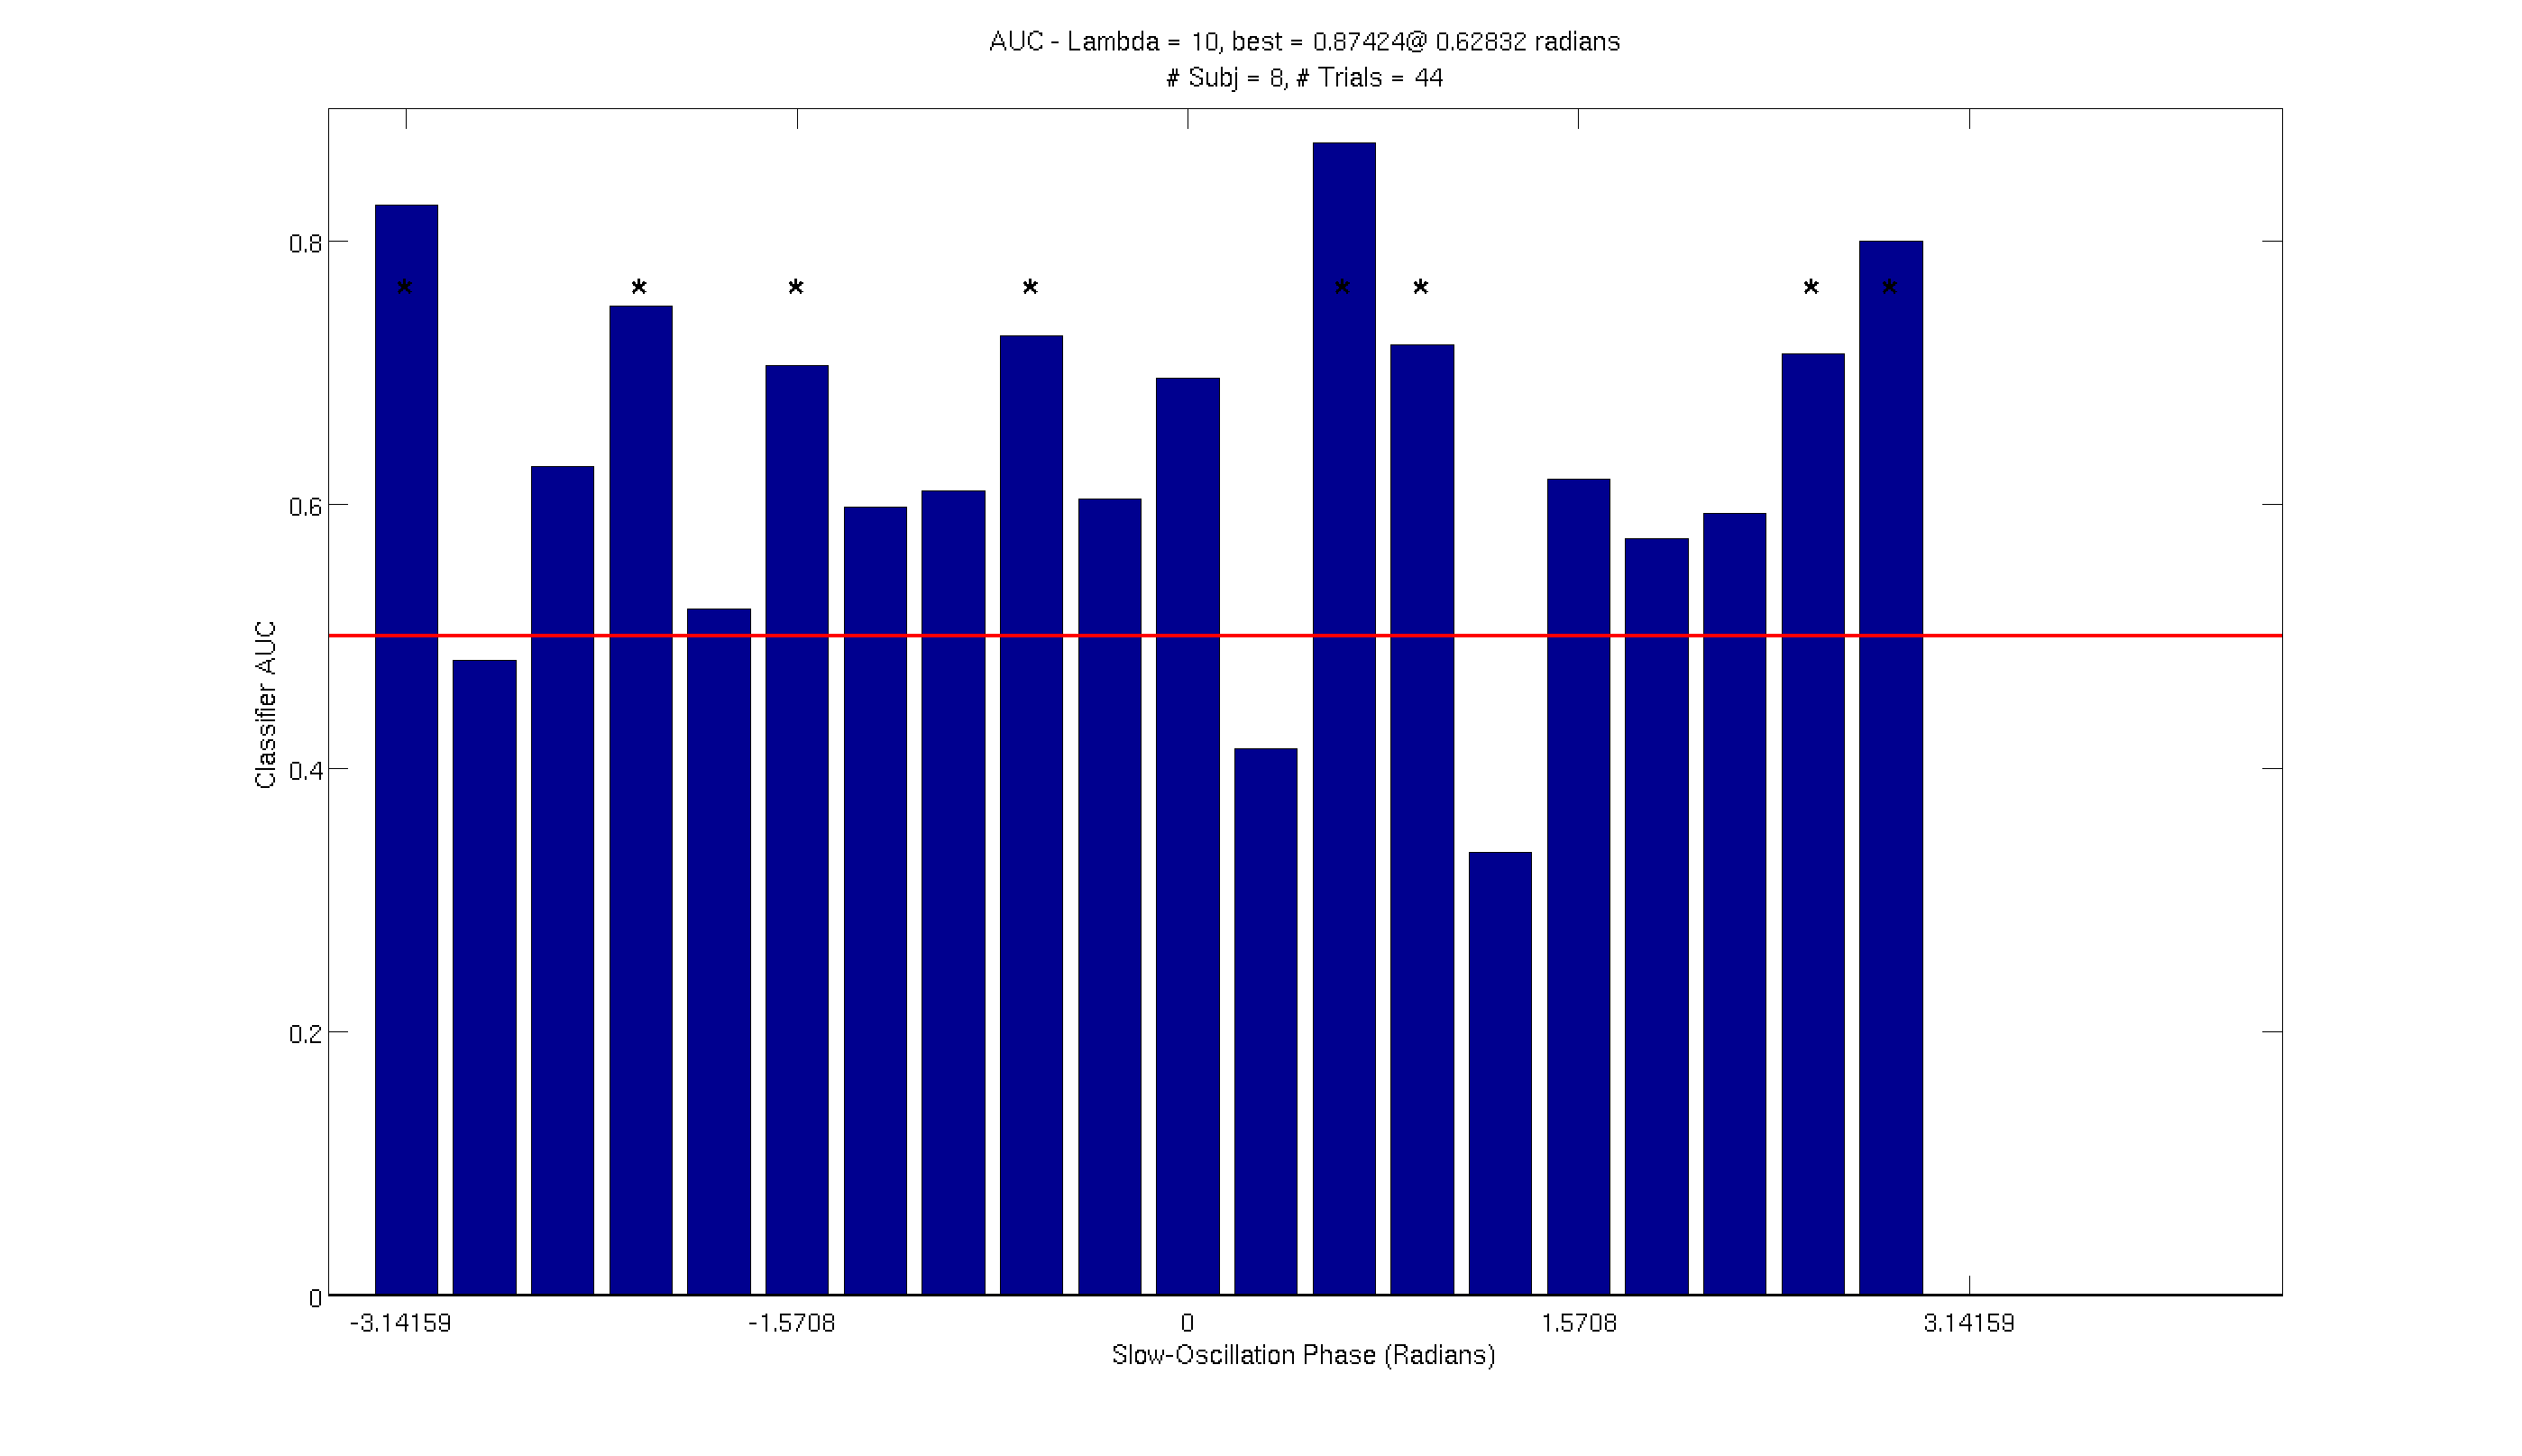 AUC - Lambda = 10, best = 0.87424@ 0.62832 radians
# Subj = 8, # Trials = 44
0.8
* * * * * * * *
0.6
Classifier AUC
0.4
0.2
0
-3.14159 -1.5708 0 1.5708 3.14159
Slow-Oscillation Phase (Radians)